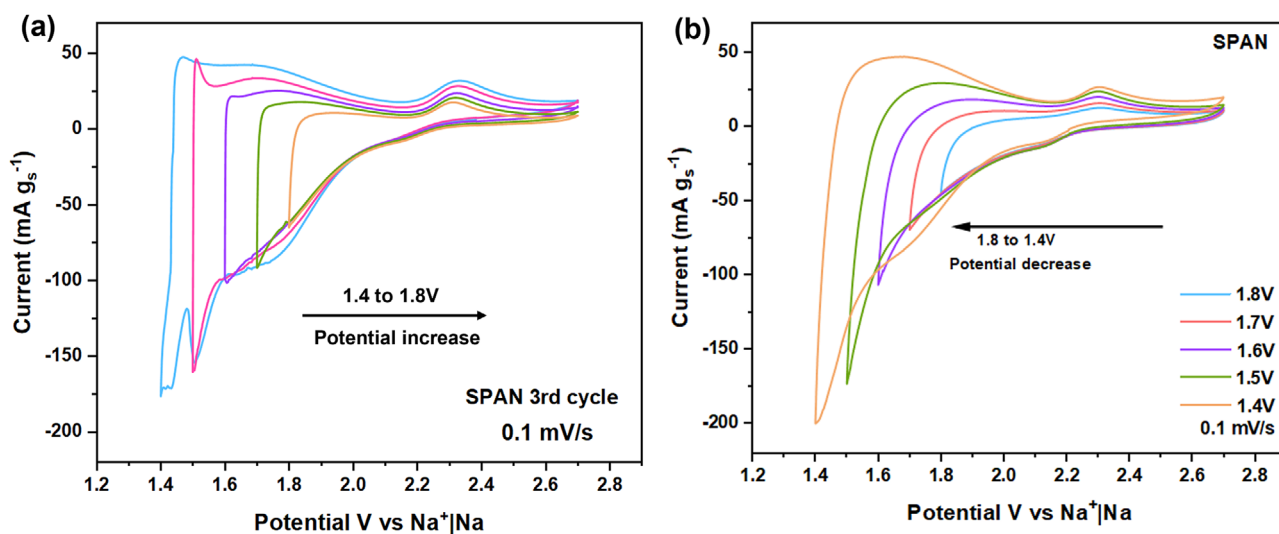 (a)
50
0
-50
-100
-150
-200
Current (mA gₛ⁻¹)
1.4 to 1.8V
Potential increase
SPAN 3rd cycle
0.1 mV/s
1.2 1.4 1.6 1.8 2.0 2.2 2.4 2.6 2.8
Potential V vs Na⁺|Na
(b)
SPAN
50
0
-50
-100
-150
-200
Current (mA gₛ⁻¹)
1.8 to 1.4V
Potential decrease
1.8V
1.7V
1.6V
1.5V
1.4V
0.1 mV/s
1.2 1.4 1.6 1.8 2.0 2.2 2.4 2.6 2.8
Potential V vs Na⁺|Na